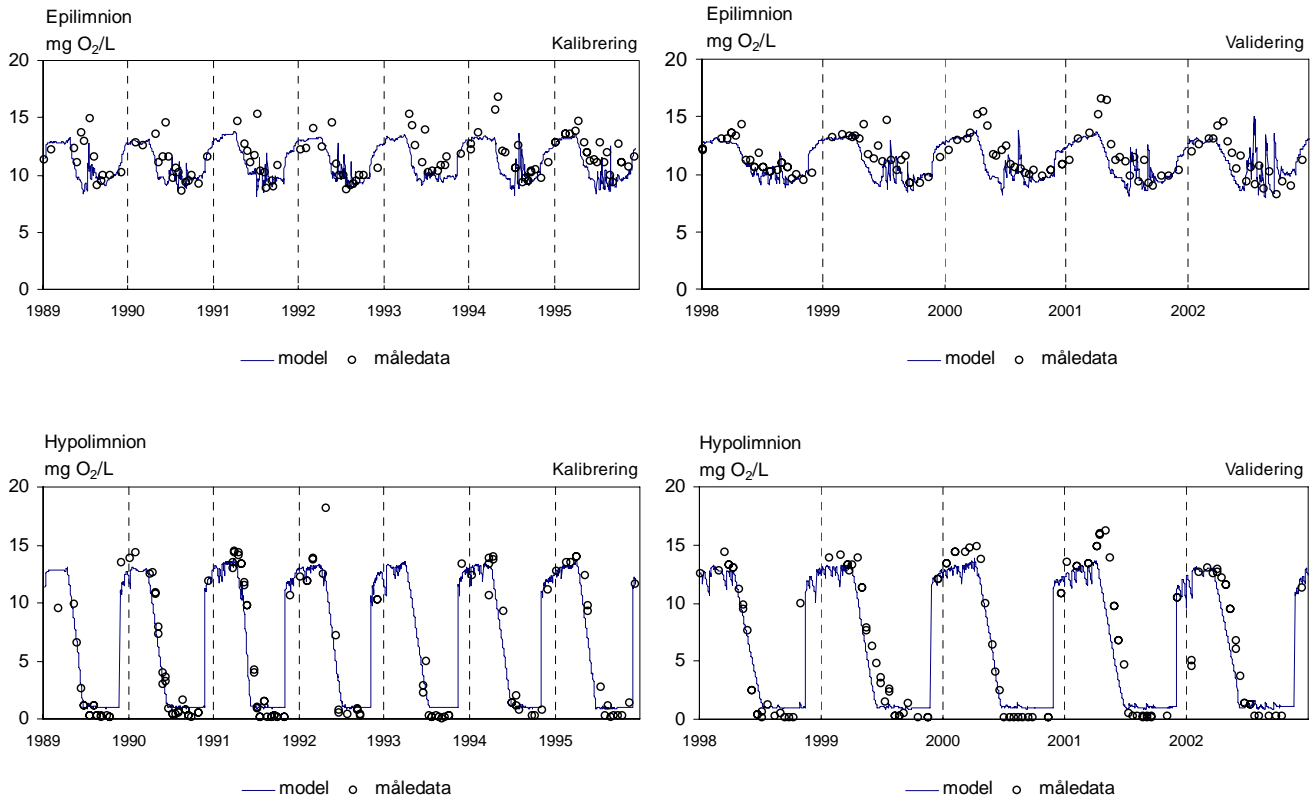 Epilimnion
mg O₂/L
Kalibrering
20
15
10
5
0
1989 1990 1991 1992 1993 1994 1995
model måledata
Epilimnion
mg O₂/L
Validering
20
15
10
5
0
1998 1999 2000 2001 2002
model måledata
Hypolimnion
mg O₂/L
Kalibrering
20
15
10
5
0
1989 1990 1991 1992 1993 1994 1995
model måledata
Hypolimnion
mg O₂/L
Validering
20
15
10
5
0
1998 1999 2000 2001 2002
model måledata